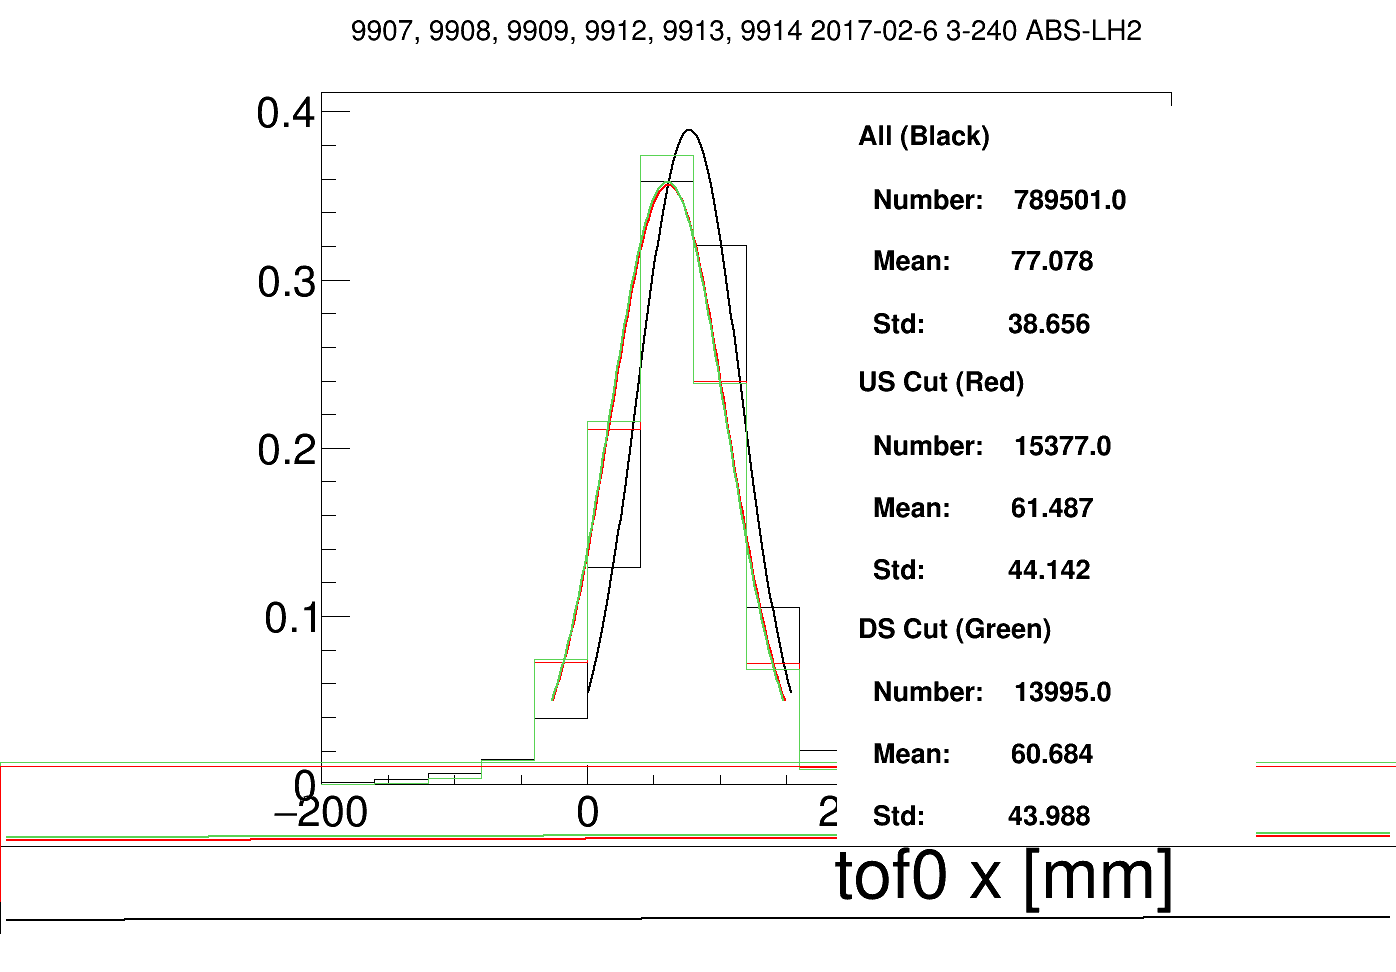 9907, 9908, 9909, 9912, 9913, 9914 2017-02-6 3-240 ABS-LH2
0.4
0.3
0.2
0.1
0
−200 0 2
tof0 x [mm]
All (Black)
Number: 789501.0
Mean: 77.078
Std: 38.656
US Cut (Red)
Number: 15377.0
Mean: 61.487
Std: 44.142
DS Cut (Green)
Number: 13995.0
Mean: 60.684
Std: 43.988